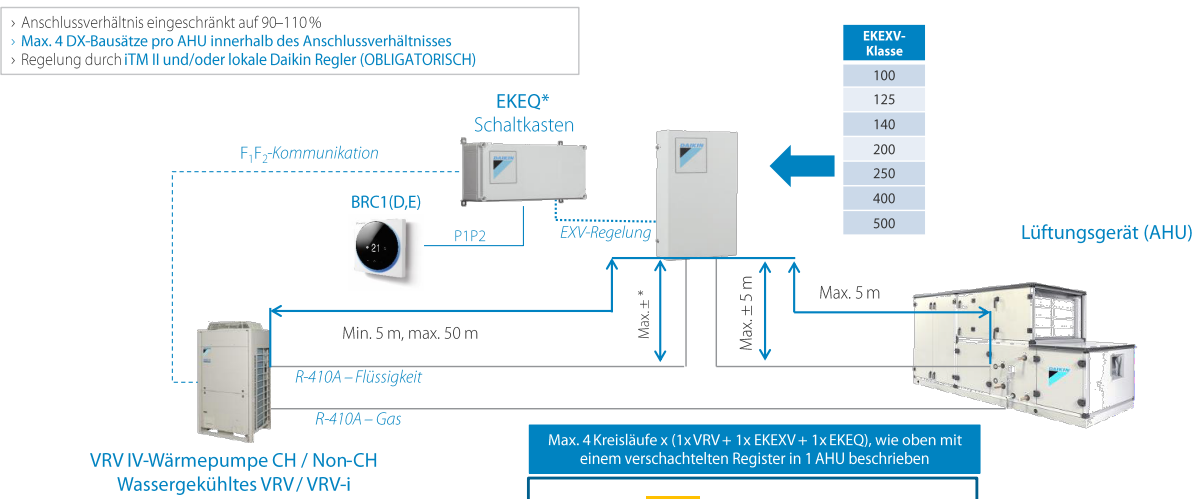 › Anschlussverhältnis eingeschränkt auf 90–110 %
› Max. 4 DX-Bausätze pro AHU innerhalb des Anschlussverhältnisses
› Regelung durch iTM II und/oder lokale Daikin Regler (OBLIGATORISCH)
EKEXV-
Klasse
100
125
140
200
250
400
500
EKEQ*
Schaltkasten
F₁F₂-Kommunikation
DAIKIN
DAIKIN
BRC1(D,E)
21
P1P2
EXV-Regelung
Lüftungsgerät (AHU)
Min. 5 m, max. 50 m
Max. ± *
Max. ± 5 m
Max. 5 m
R-410A – Flüssigkeit
R-410A – Gas
DAIKIN
VRV IV-Wärmepumpe CH / Non-CH
Wassergekühltes VRV / VRV-i
Max. 4 Kreisläufe x (1x VRV + 1x EKEXV + 1x EKEQ), wie oben mit
einem verschachtelten Register in 1 AHU beschrieben